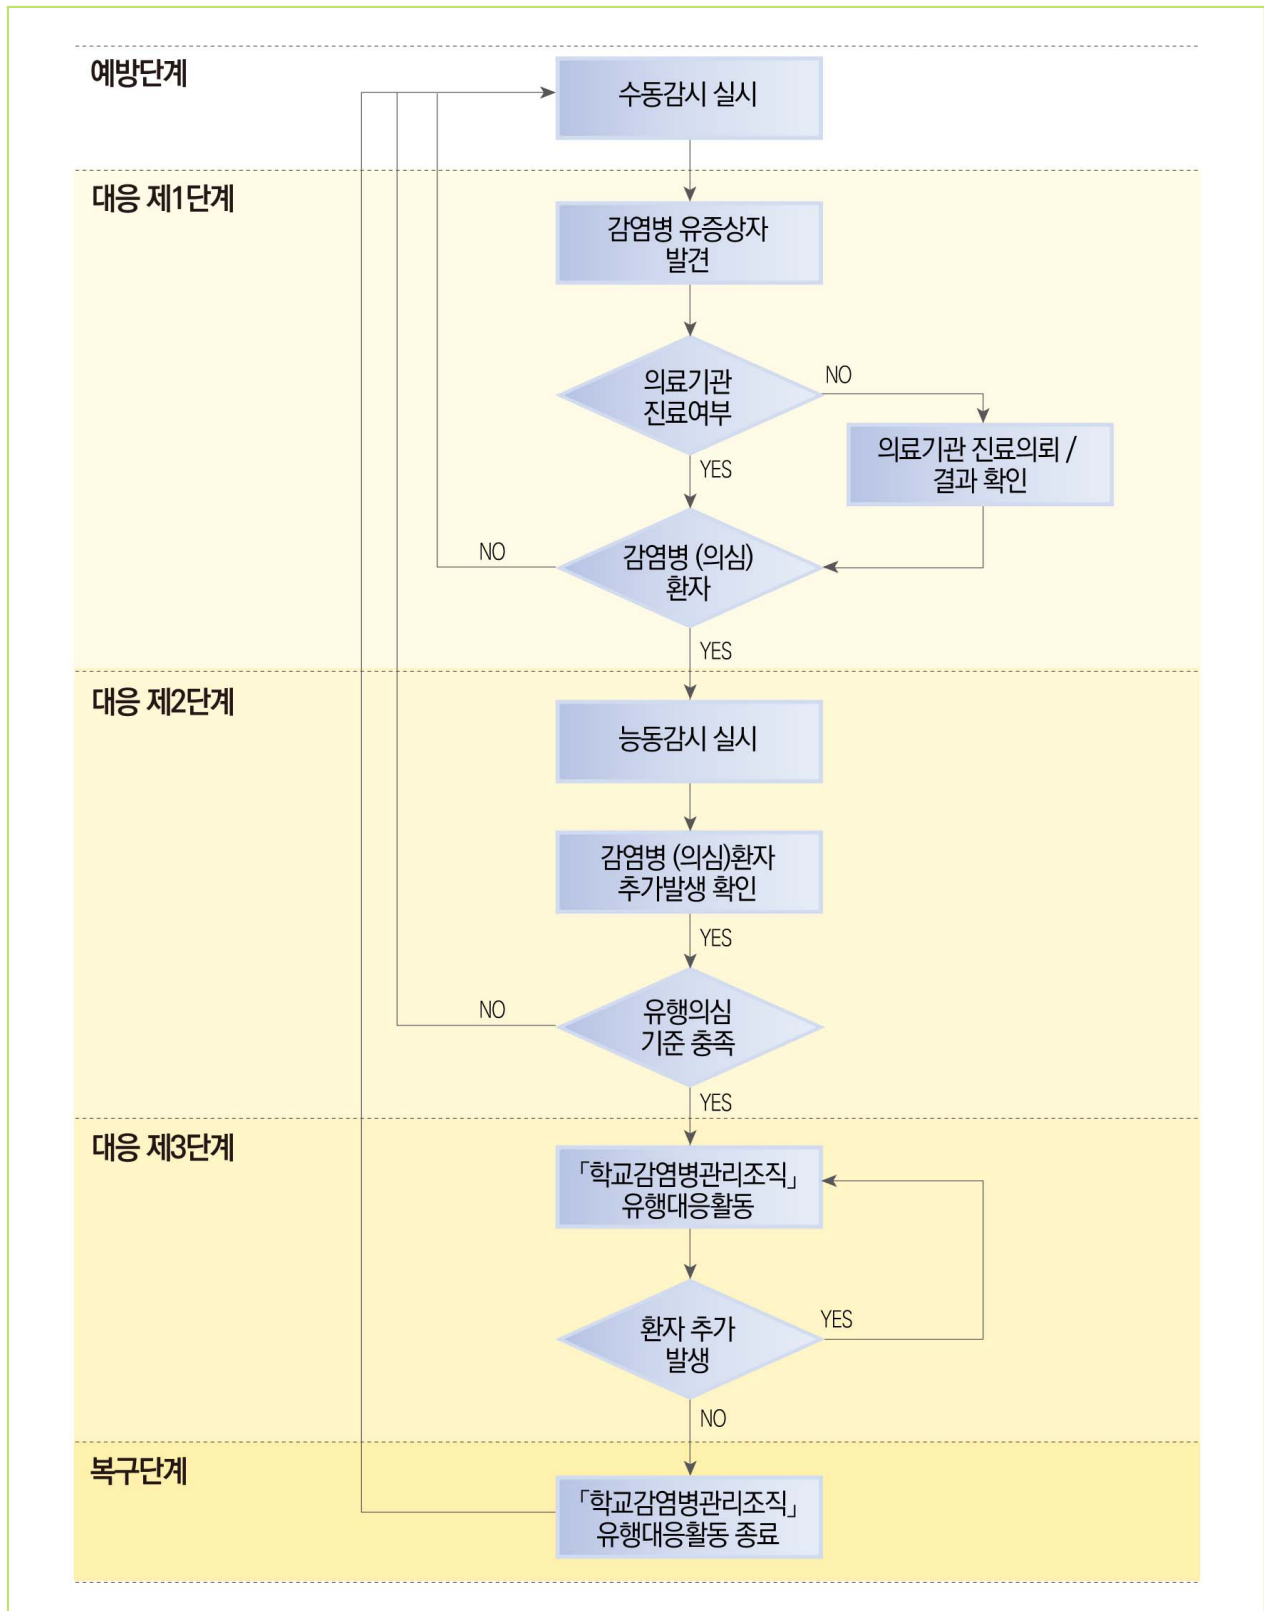 예방단계
수동감시 실시
대응 제1단계
감염병 유증상자
발견
의료기관
진료여부
NO
의료기관 진료의뢰 /
결과 확인
YES
감염병 (의심)
환자
NO
YES
대응 제2단계
능동감시 실시
감염병 (의심)환자
추가발생 확인
YES
유행의심
기준 충족
NO
YES
대응 제3단계
「학교감염병관리조직」
유행대응활동
환자 추가
발생
YES
NO
복구단계
「학교감염병관리조직」
유행대응활동 종료